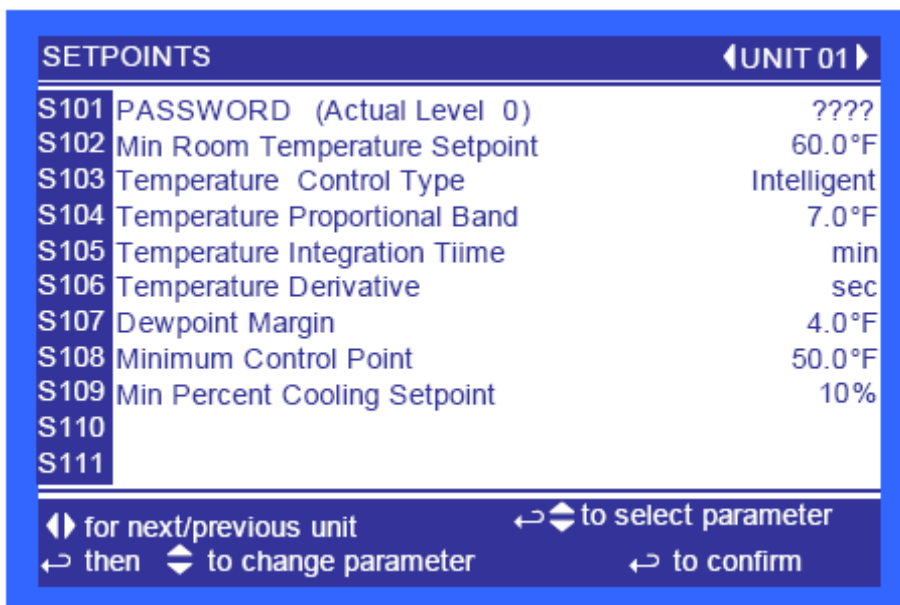 SETPOINTS ◄UNIT 01►
S101 PASSWORD (Actual Level 0) ????
S102 Min Room Temperature Setpoint 60.0°F
S103 Temperature Control Type Intelligent
S104 Temperature Proportional Band 7.0°F
S105 Temperature Integration Tiime min
S106 Temperature Derivative sec
S107 Dewpoint Margin 4.0°F
S108 Minimum Control Point 50.0°F
S109 Min Percent Cooling Setpoint 10%
S110
S111
◄► for next/previous unit ↵ ▲▼ to select parameter
↵ then ▲▼ to change parameter ↵ to confirm